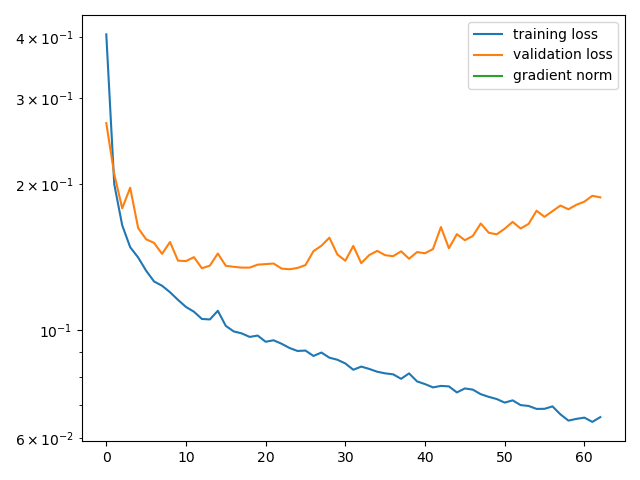 training loss
validation loss
gradient norm
4 × 10⁻¹
3 × 10⁻¹
2 × 10⁻¹
10⁻¹
6 × 10⁻²
0 10 20 30 40 50 60